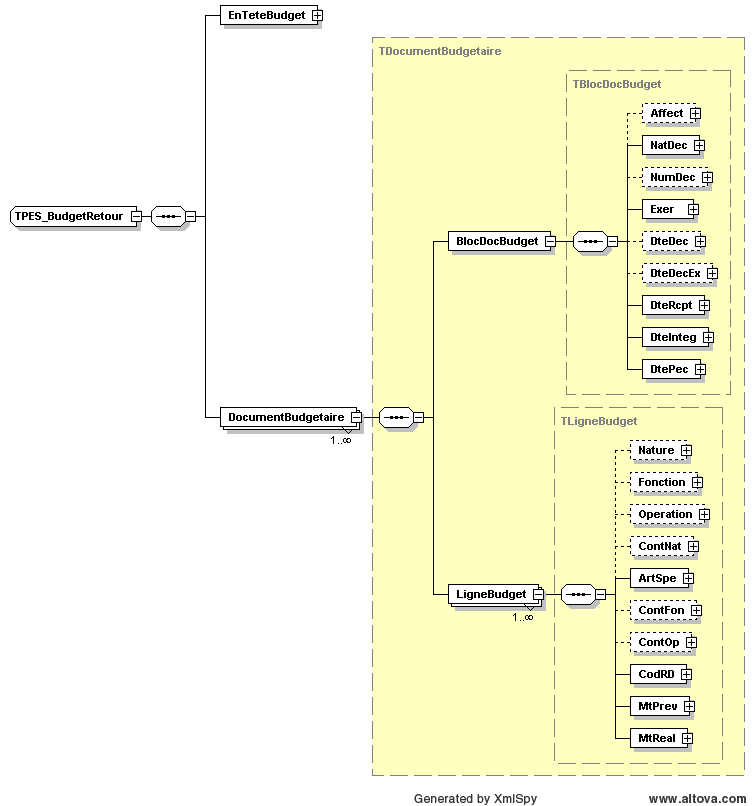 EnTeteBudget
TDocumentBudgetaire
TBlocDocBudget
Affect
NatDec
NumDec
TPES_BudgetRetour
Exer
BlocDocBudget
DteDec
DteDecEx
DteRcpt
DteInteg
DtePec
DocumentBudgetaire
1..∞
TLigneBudget
Nature
Fonction
Operation
ContNat
ArtSpe
LigneBudget
1..∞
ContFon
ContOp
CodRD
MtPrev
MtReal
Generated by XmlSpy www.altova.com